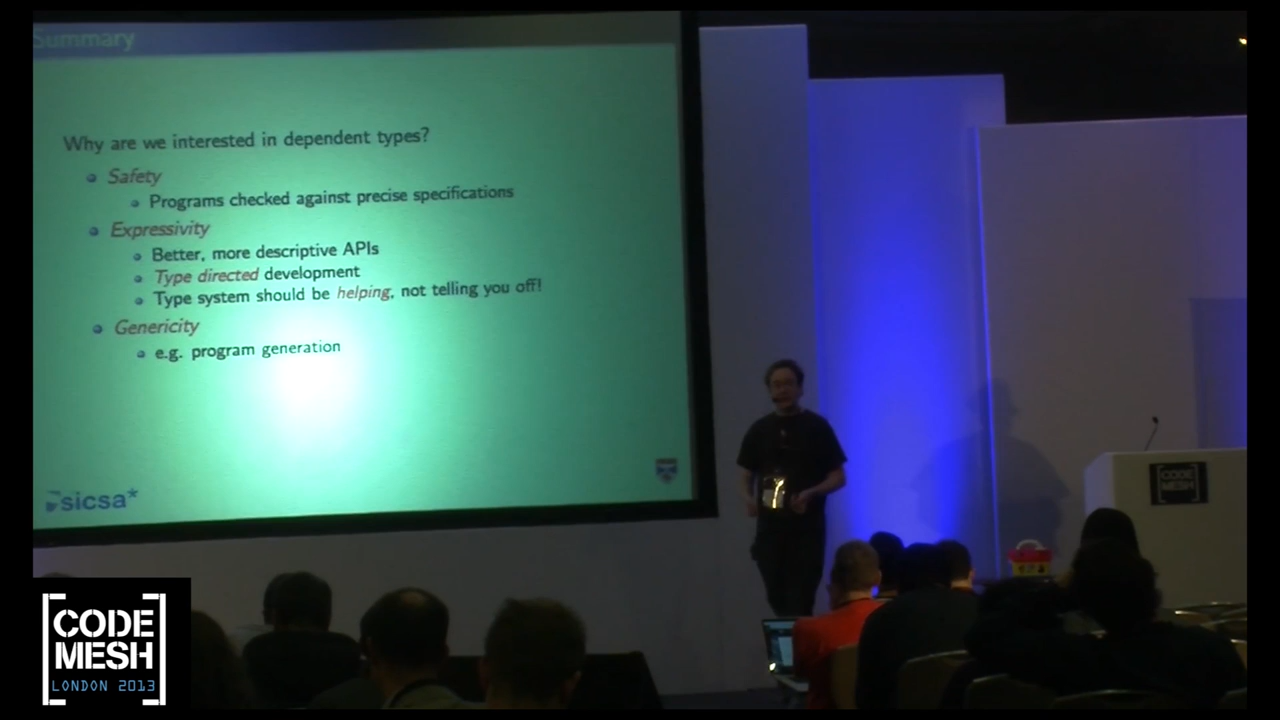 Summary
Why are we interested in dependent types?
Safety
Programs checked against precise specifications
Expressivity
Better, more descriptive APIs
Type directed development
Type system should be helping, not telling you off!
Genericity
e.g. program generation
sicsa*
[CODE
MESH]
[CODE
MESH]
LONDON 2013